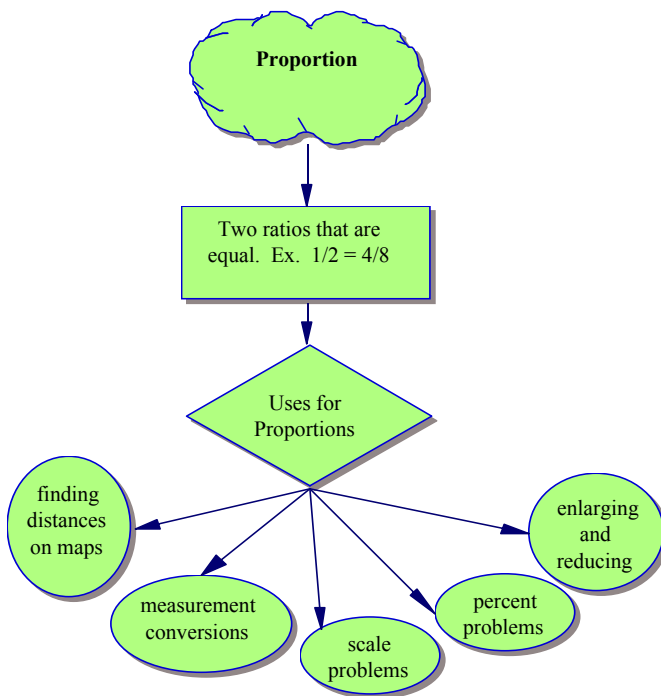 Proportion
Two ratios that are
equal. Ex. 1/2 = 4/8
Uses for
Proportions
finding
distances
on maps
measurement
conversions
scale
problems
percent
problems
enlarging
and
reducing